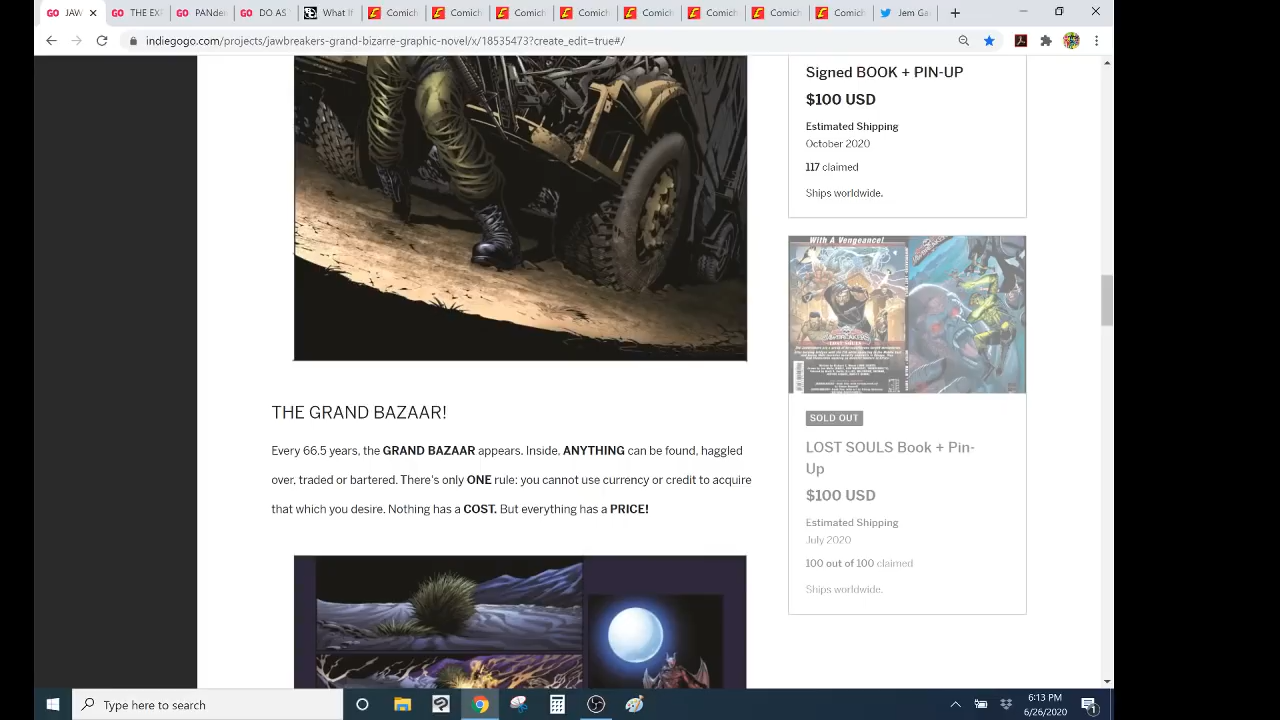 JAW
THE EXP
PANde
DO AS
What If
Comich
Comich
Comich
Comich
Comich
Comich
Comich
Comich
Jem Gar
indiegogo.com/projects/jawbreakers-grand-bizarre-graphic-novel/x/18535473?create_edit=true#/
Signed BOOK + PIN-UP
$100 USD
Estimated Shipping
October 2020
117 claimed
Ships worldwide.
With A Vengeance!
LOST SOULS
SOLD OUT
LOST SOULS Book + Pin-
Up
$100 USD
Estimated Shipping
July 2020
100 out of 100 claimed
Ships worldwide.
THE GRAND BAZAAR!
Every 66.5 years, the GRAND BAZAAR appears. Inside, ANYTHING can be found, haggled
over, traded or bartered. There's only ONE rule: you cannot use currency or credit to acquire
that which you desire. Nothing has a COST. But everything has a PRICE!
Type here to search
6:13 PM
6/26/2020
1